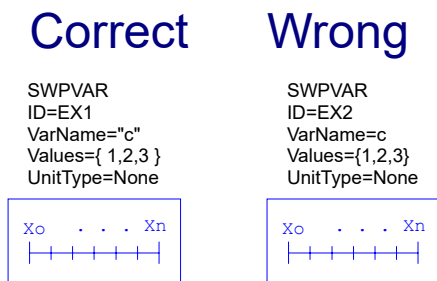 Correct
SWPVAR
ID=EX1
VarName="c"
Values={ 1,2,3 }
UnitType=None
Xo . . . Xn
Wrong
SWPVAR
ID=EX2
VarName=c
Values={1,2,3}
UnitType=None
Xo . . . Xn